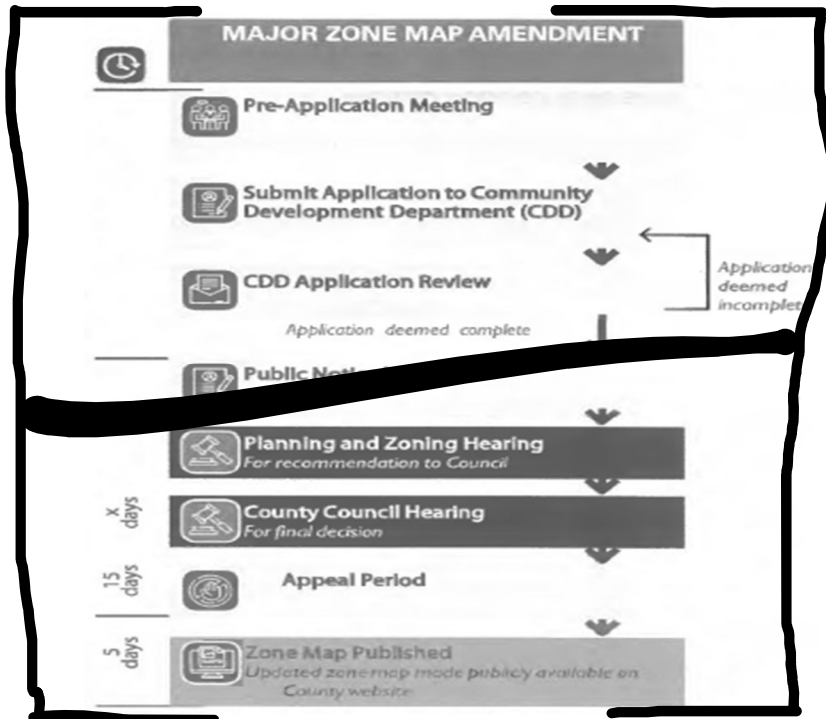 MAJOR ZONE MAP AMENDMENT
Pre-Application Meeting
Submit Application to Community
Development Department (CDD)
Application
deemed
CDD Application Review
Application deemed complete
Public
Planning and Zoning Hearing
For recommendation to Council
x
days
County Council Hearing
For final decision
15
days
Appeal Period
5
days
Zone Map Published
Updated zone map made publicly available on
County website